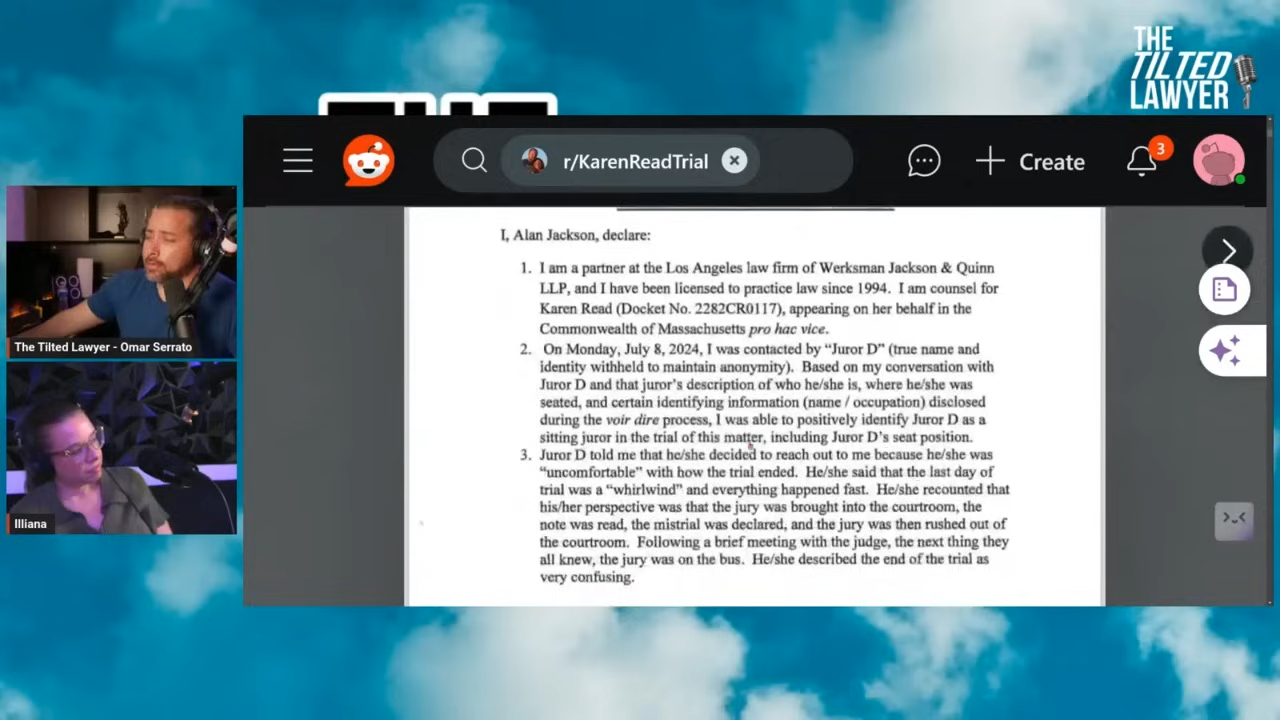 THE
TILTED
LAWYER
r/KarenReadTrial
Create
3
I, Alan Jackson, declare:
1. I am a partner at the Los Angeles law firm of Werksman Jackson & Quinn
LLP, and I have been licensed to practice law since 1994. I am counsel for
Karen Read (Docket No. 2282CR0117), appearing on her behalf in the
Commonwealth of Massachusetts pro hac vice.
2. On Monday, July 8, 2024, I was contacted by “Juror D” (true name and
identity withheld to maintain anonymity). Based on my conversation with
Juror D and that juror’s description of who he/she is, where he/she was
seated, and certain identifying information (name / occupation) disclosed
during the voir dire process, I was able to positively identify Juror D as a
sitting juror in the trial of this matter, including Juror D’s seat position.
3. Juror D told me that he/she decided to reach out to me because he/she was
“uncomfortable” with how the trial ended. He/she said that the last day of
trial was a “whirlwind” and everything happened fast. He/she recounted that
his/her perspective was that the jury was brought into the courtroom, the
note was read, the mistrial was declared, and the jury was then rushed out of
the courtroom. Following a brief meeting with the judge, the next thing they
all knew, the jury was on the bus. He/she described the end of the trial as
very confusing.
The Tilted Lawyer - Omar Serrato
Illiana